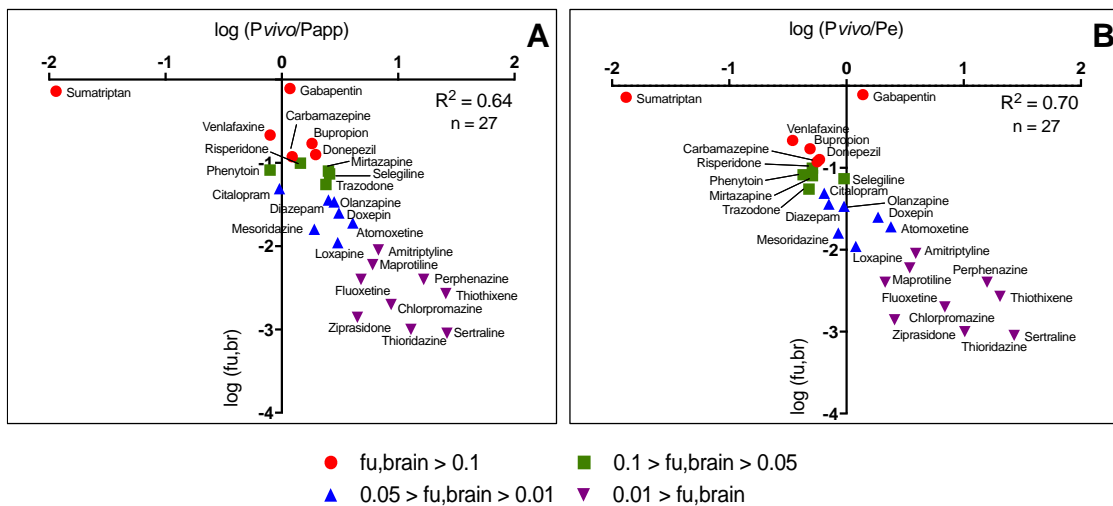 log (Pvivo/Papp)
A
-2
-1
0
1
2
Sumatriptan
Gabapentin
R² = 0.64
n = 27
Carbamazepine
Venlafaxine
Bupropion
Risperidone
Donepezil
-1
Mirtazapine
Phenytoin
Selegiline
Trazodone
Citalopram
Diazepam
Olanzapine
Doxepin
Mesoridazine
Atomoxetine
-2
Loxapine
Amitriptyline
Maprotiline
Perphenazine
Fluoxetine
Thiothixene
Chlorpromazine
Ziprasidone
-3
Thioridazine
Sertraline
log (fu,br)
-4
log (Pvivo/Pe)
B
-2
-1
0
1
2
Sumatriptan
Gabapentin
R² = 0.70
n = 27
Venlafaxine
Bupropion
Carbamazepine
Donepezil
Risperidone
-1
Phenytoin
Selegiline
Mirtazapine
Citalopram
Trazodone
Olanzapine
Diazepam
Doxepin
Atomoxetine
Mesoridazine
-2
Loxapine
Amitriptyline
Maprotiline
Perphenazine
Fluoxetine
Thiothixene
Chlorpromazine
Ziprasidone
-3
Thioridazine
Sertraline
log (fu,br)
-4
fu,brain > 0.1
0.1 > fu,brain > 0.05
0.05 > fu,brain > 0.01
0.01 > fu,brain